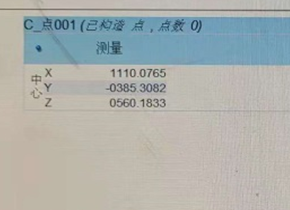 C_点001 (已构造 点, 点数 0)
测量
中心
X 1110.0765
Y -0385.3082
Z 0560.1833